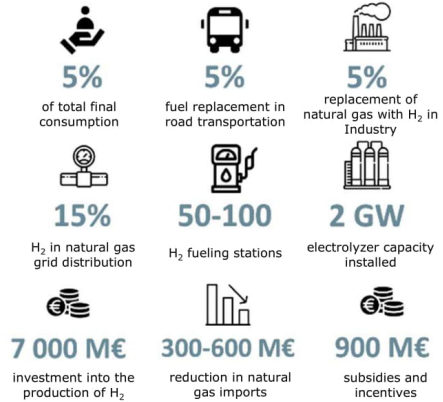 5%
of total final
consumption
5%
fuel replacement in
road transportation
5%
replacement of
natural gas with H₂ in
Industry
15%
H₂ in natural gas
grid distribution
50-100
H₂ fueling stations
2 GW
electrolyzer capacity
installed
7 000 M€
investment into the
production of H₂
300-600 M€
reduction in natural
gas imports
900 M€
subsidies and
incentives